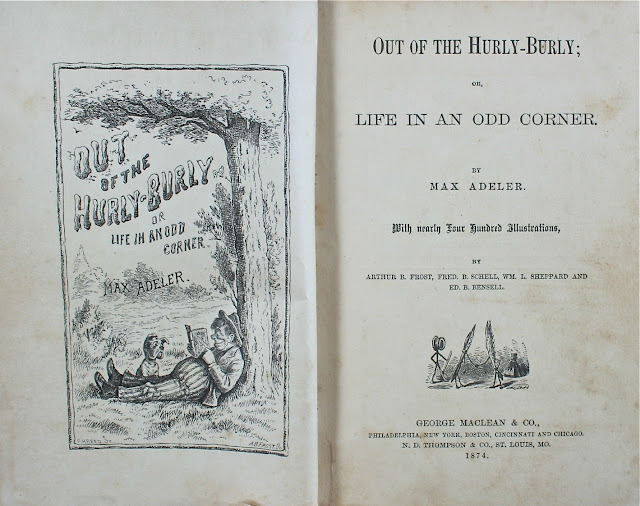 OUT
OF THE
HURLY-BURLY
OR
LIFE IN AN ODD
CORNER.
MAX ADELER.
A.B. FROST
OUT OF THE HURLY-BURLY;
OR,
LIFE IN AN ODD CORNER.
BY
MAX ADELER.
With nearly Four Hundred Illustrations,
BY
ARTHUR B. FROST, FRED. B. SCHELL, WM. L. SHEPPARD AND
ED. B. BENSELL.
GEORGE MACLEAN & CO.,
PHILADELPHIA, NEW YORK, BOSTON, CINCINNATI AND CHICAGO.
N. D. THOMPSON & CO., ST. LOUIS, MO.
1874.